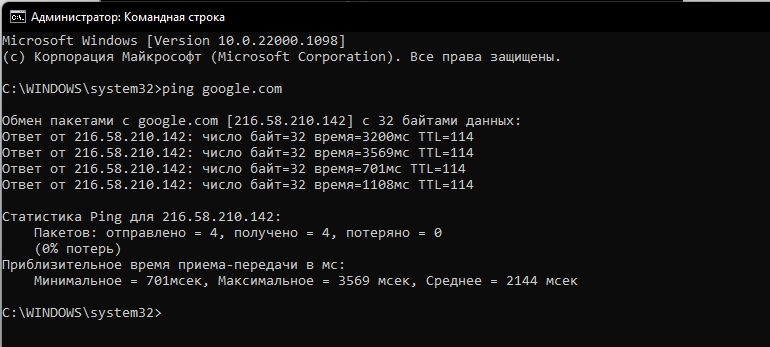 Администратор: Командная строка
Microsoft Windows [Version 10.0.22000.1098]
(c) Корпорация Майкрософт (Microsoft Corporation). Все права защищены.
C:\WINDOWS\system32>ping google.com
Обмен пакетами с google.com [216.58.210.142] с 32 байтами данных:
Ответ от 216.58.210.142: число байт=32 время=3200мс TTL=114
Ответ от 216.58.210.142: число байт=32 время=3569мс TTL=114
Ответ от 216.58.210.142: число байт=32 время=701мс TTL=114
Ответ от 216.58.210.142: число байт=32 время=1108мс TTL=114
Статистика Ping для 216.58.210.142:
Пакетов: отправлено = 4, получено = 4, потеряно = 0
(0% потерь)
Приблизительное время приема-передачи в мс:
Минимальное = 701мсек, Максимальное = 3569 мсек, Среднее = 2144 мсек
C:\WINDOWS\system32>